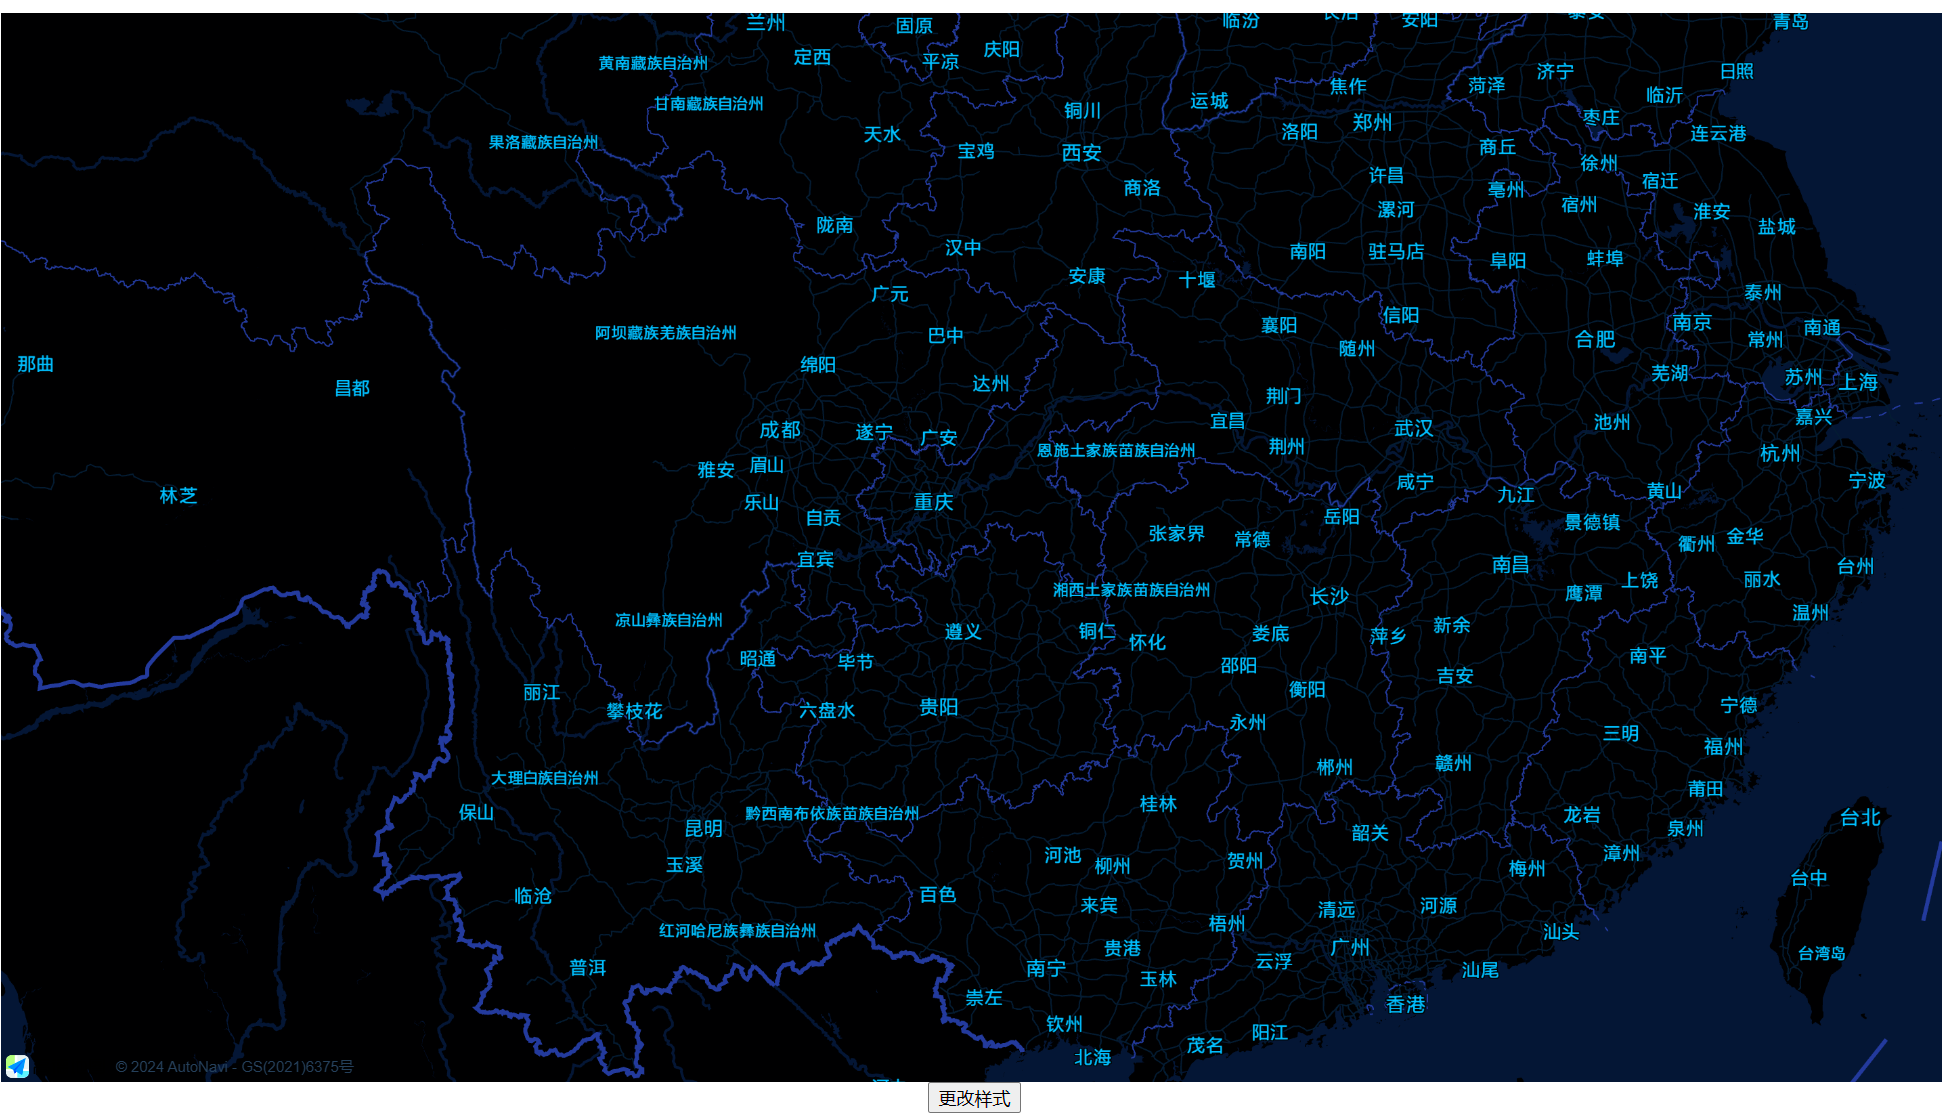 兰州
固原
临汾
长治
安阳
泰安
青岛
黄南藏族自治州
定西
平凉
庆阳
焦作
菏泽
济宁
日照
甘南藏族自治州
铜川
运城
临沂
果洛藏族自治州
天水
宝鸡
西安
洛阳
郑州
商丘
枣庄
连云港
徐州
商洛
许昌
亳州
宿州
宿迁
陇南
漯河
淮安
盐城
汉中
南阳
驻马店
阜阳
蚌埠
安康
十堰
广元
泰州
阿坝藏族羌族自治州
巴中
襄阳
信阳
合肥
南京
常州
南通
那曲
昌都
绵阳
达州
随州
芜湖
苏州
上海
荆门
成都
遂宁
广安
宜昌
武汉
池州
嘉兴
恩施土家族苗族自治州
荆州
杭州
雅安
眉山
咸宁
九江
黄山
宁波
林芝
乐山
自贡
重庆
岳阳
景德镇
张家界
常德
衢州
金华
宜宾
南昌
台州
湘西土家族苗族自治州
长沙
鹰潭
上饶
丽水
凉山彝族自治州
遵义
铜仁
怀化
娄底
萍乡
新余
温州
昭通
毕节
邵阳
吉安
南平
丽江
攀枝花
六盘水
贵阳
衡阳
永州
宁德
三明
福州
大理白族自治州
郴州
赣州
莆田
保山
昆明
黔西南布依族苗族自治州
桂林
韶关
龙岩
泉州
台北
玉溪
河池
柳州
贺州
梅州
漳州
台中
临沧
百色
来宾
清远
河源
红河哈尼族彝族自治州
梧州
汕头
贵港
广州
台湾岛
普洱
南宁
玉林
云浮
汕尾
崇左
香港
钦州
阳江
北海
茂名
© 2024 AutoNavi - GS(2021)6375号
更改样式